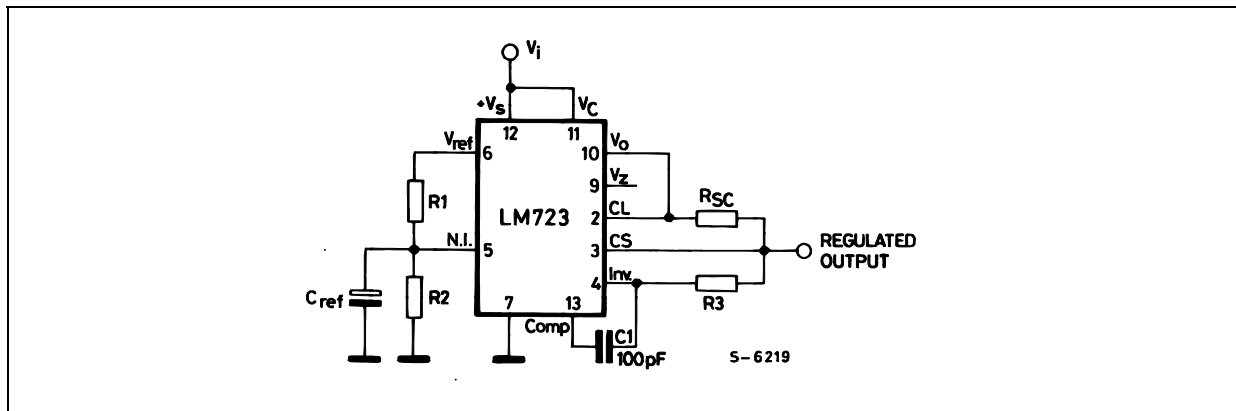 Vi
+Vs
VC
12
11
Vref
Vo
6
10
Vz
9
R1
RSC
LM723
CL
2
N.I.
CS
REGULATED
OUTPUT
5
3
Inv.
4
Cref
R2
R3
7
13
Comp
C1
100pF
S-6219